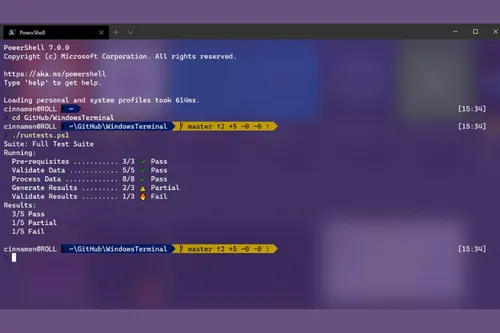 PowerShell
PowerShell 7.0.0
Copyright (c) Microsoft Corporation. All rights reserved.
https://aka.ms/powershell
Type 'help' to get help.
Loading personal and system profiles took 614ms.
cinnamon@ROLL ~ [15:34]
> cd GitHub/WindowsTerminal
cinnamon@ROLL ~\GitHub\WindowsTerminal master ↑2 +5 ~0 -0 ! [15:34]
> ./runtests.ps1
Suite: Full Test Suite
Running:
Pre-requisites ........... 3/3 ✓ Pass
Validate Data ............ 5/5 ✓ Pass
Process Data ............. 8/8 ✓ Pass
Generate Results ......... 2/3 ⚠ Partial
Validate Results ......... 1/3 🔥 Fail
Results:
3/5 Pass
1/5 Partial
1/5 Fail
cinnamon@ROLL ~\GitHub\WindowsTerminal master ↑2 +5 ~0 -0 ! [15:34]
>